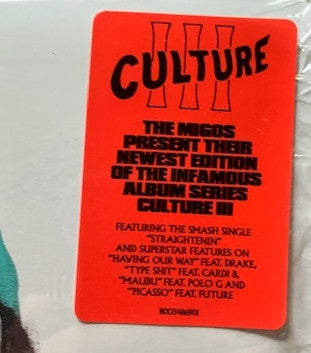 CULTURE
III
THE MIGOS
PRESENT THEIR
NEWEST EDITION
OF THE INFAMOUS
ALBUM SERIES
CULTURE III
FEATURING THE SMASH SINGLE
"STRAIGHTENIN"
AND SUPERSTAR FEATURES ON
"HAVING OUR WAY" FEAT. DRAKE,
"TYPE SHIT" FEAT. CARDI B,
"MALIBU" FEAT. POLO G AND
"PICASSO" FEAT. FUTURE
B003486901